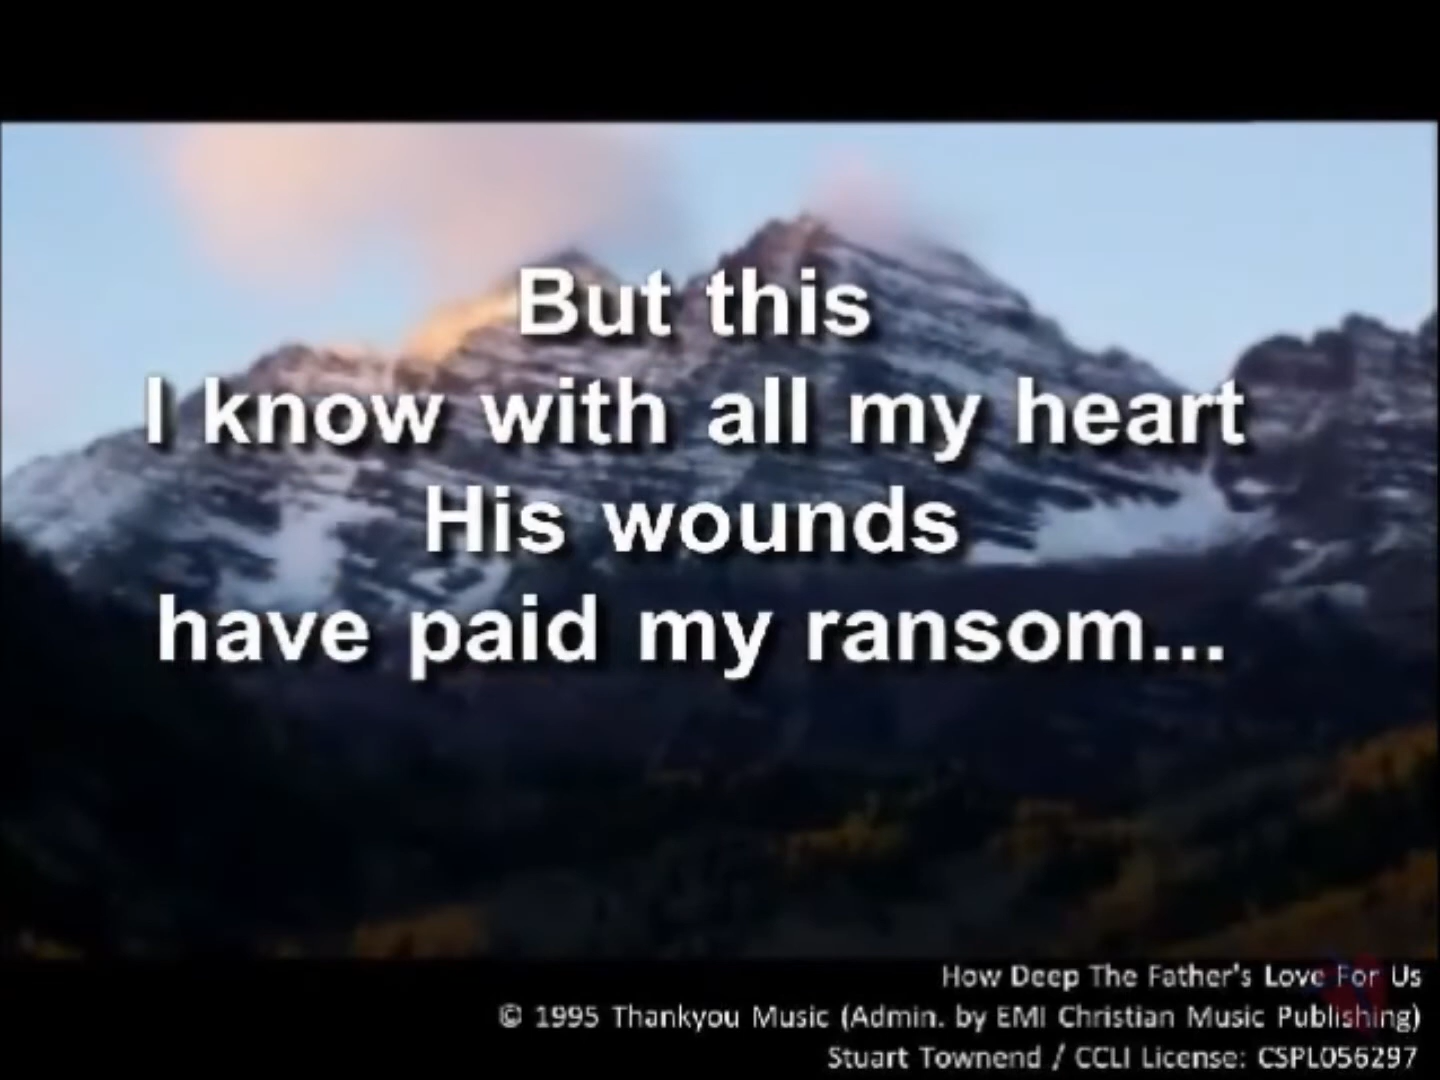 But this
I know with all my heart
His wounds
have paid my ransom...
How Deep The Father's Love For Us
© 1995 Thankyou Music (Admin. by EMI Christian Music Publishing)
Stuart Townend / CCLI License: CSPL056297